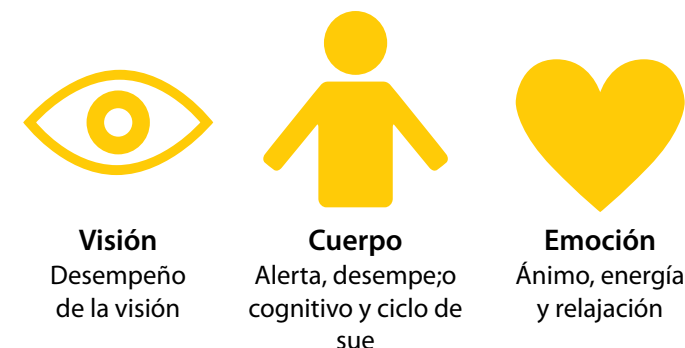 Visión
Desempeño
de la visión
Cuerpo
Alerta, desempe;o
cognitivo y ciclo de
sue
Emoción
Ánimo, energía
y relajación